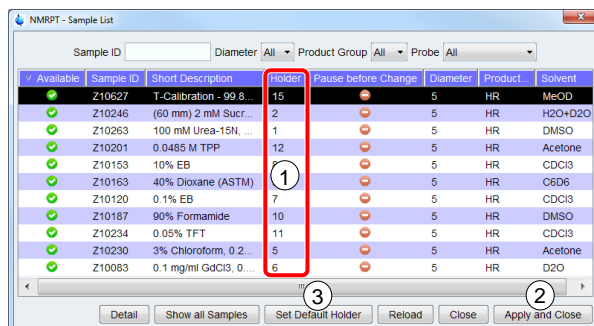 NMRPT - Sample List
Sample ID Diameter All Product Group All Probe All
Available Sample ID Short Description Holder Pause before Change Diameter Product... Solvent
Z10627 T-Calibration - 99.8... 15 5 HR MeOD
Z10246 (60 mm) 2 mM Sucr... 2 5 HR H2O+D2O
Z10263 100 mM Urea-15N, ... 1 5 HR DMSO
Z10201 0.0485 M TPP 12 5 HR Acetone
Z10153 10% EB 5 HR CDCl3
1
Z10163 40% Dioxane (ASTM) 5 HR C6D6
Z10120 0.1% EB 7 5 HR CDCl3
Z10187 90% Formamide 10 5 HR DMSO
Z10234 0.05% TFT 11 5 HR CDCl3
Z10230 3% Chloroform, 0.2... 5 5 HR Acetone
Z10083 0.1 mg/ml GdCl3, 0.... 6 5 HR D2O
3 2
Detail Show all Samples Set Default Holder Reload Close Apply and Close